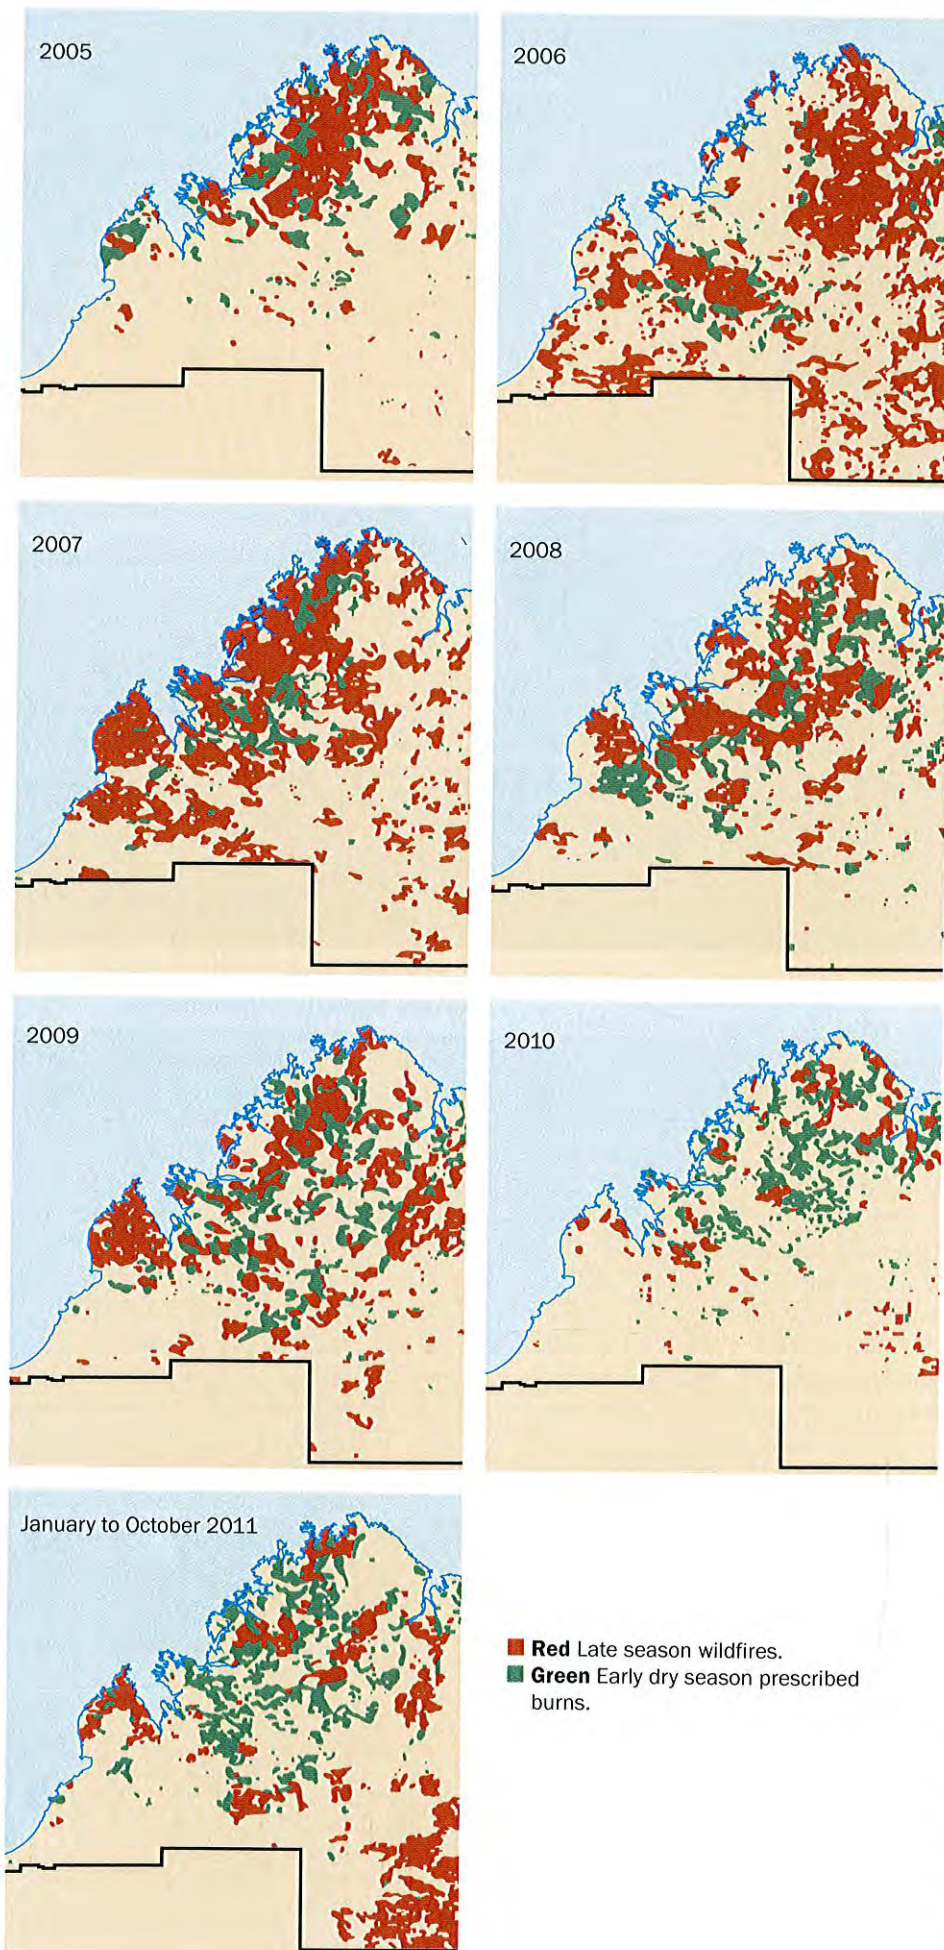 2005
2006
2007
2008
2009
2010
January to October 2011
Red Late season wildfires.
Green Early dry season prescribed
burns.